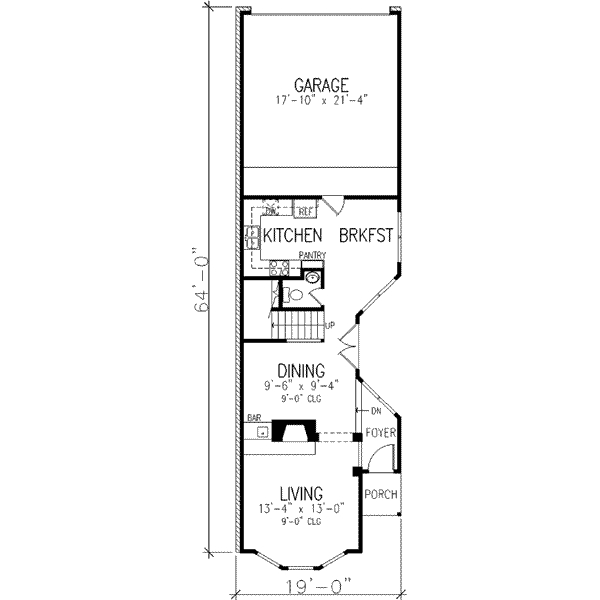 GARAGE
17'-10" x 21'-4"
DW
REF
KITCHEN BRKFST
PANTRY
64'-0"
UP
DINING
9'-6" x 9'-4"
9'-0" CLG
DN
BAR
FOYER
LIVING
13'-4" x 13'-0"
9'-0" CLG
PORCH
19'-0"